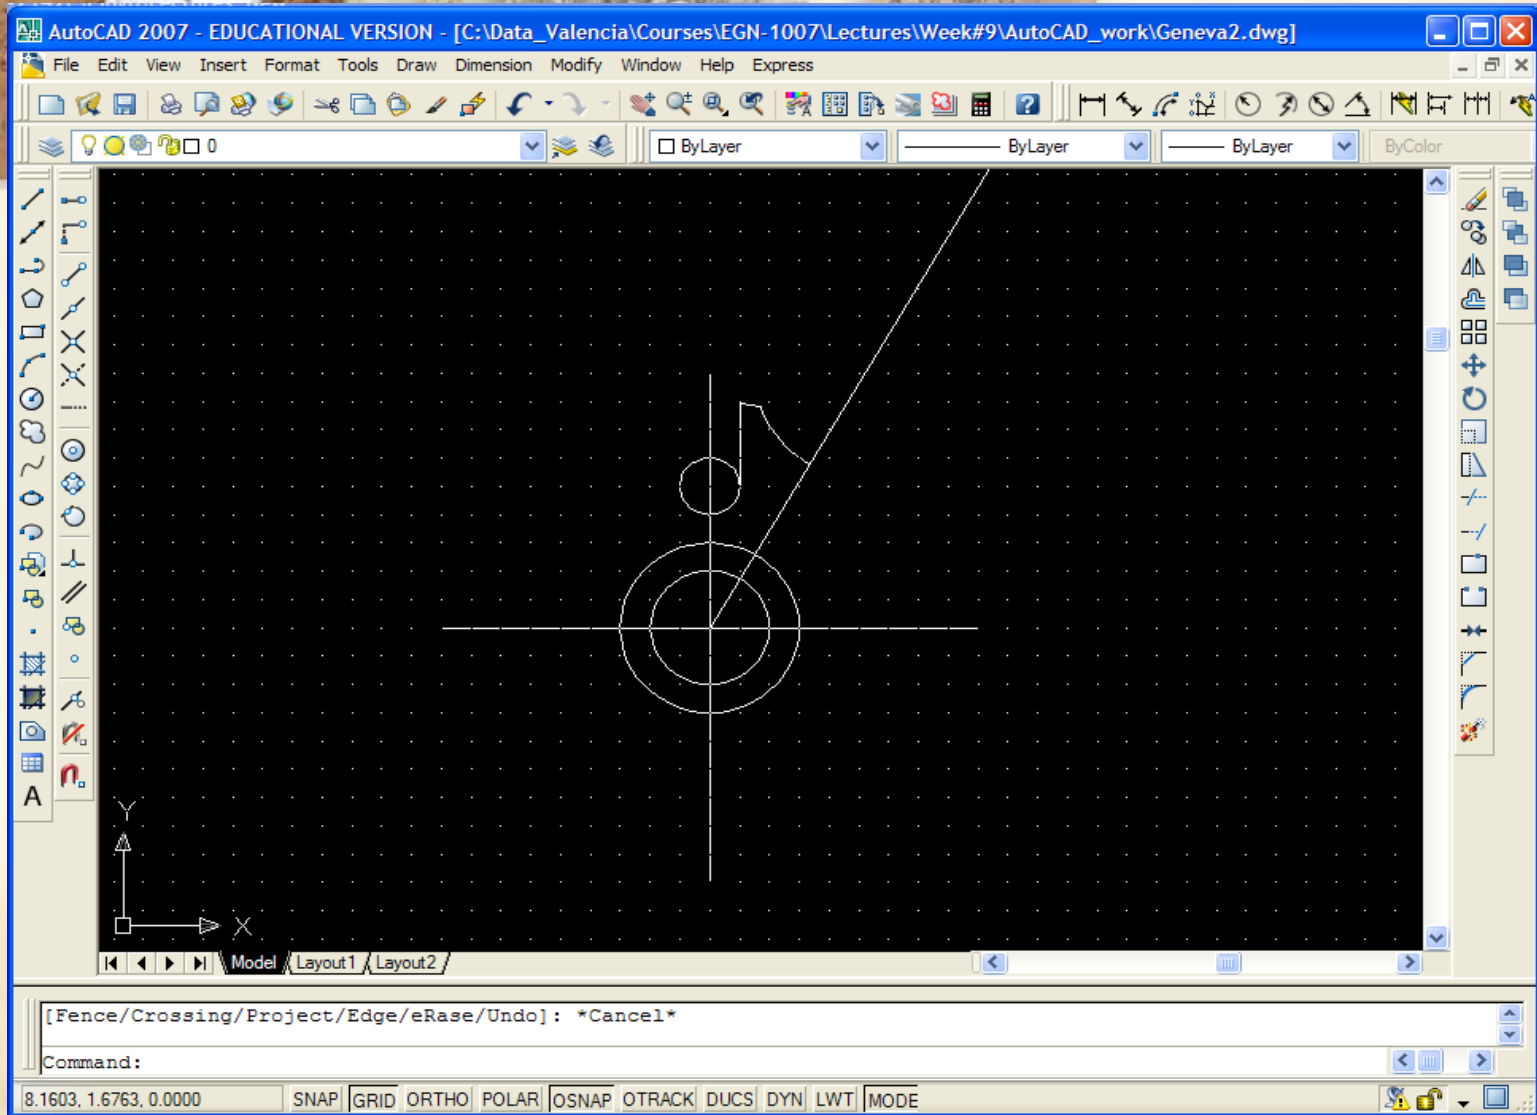 AutoCAD 2007 - EDUCATIONAL VERSION - [C:\Data_Valencia\Courses\EGN-1007\Lectures\Week#9\AutoCAD_work\Geneva2.dwg]
File Edit View Insert Format Tools Draw Dimension Modify Window Help Express
0 ByLayer ByLayer ByLayer ByColor
A
Y
X
Model Layout1 Layout2
[Fence/Crossing/Project/Edge/eRase/Undo]: *Cancel*
Command:
8.1603, 1.6763, 0.0000 SNAP GRID ORTHO POLAR OSNAP OTRACK DUCS DYN LWT MODE